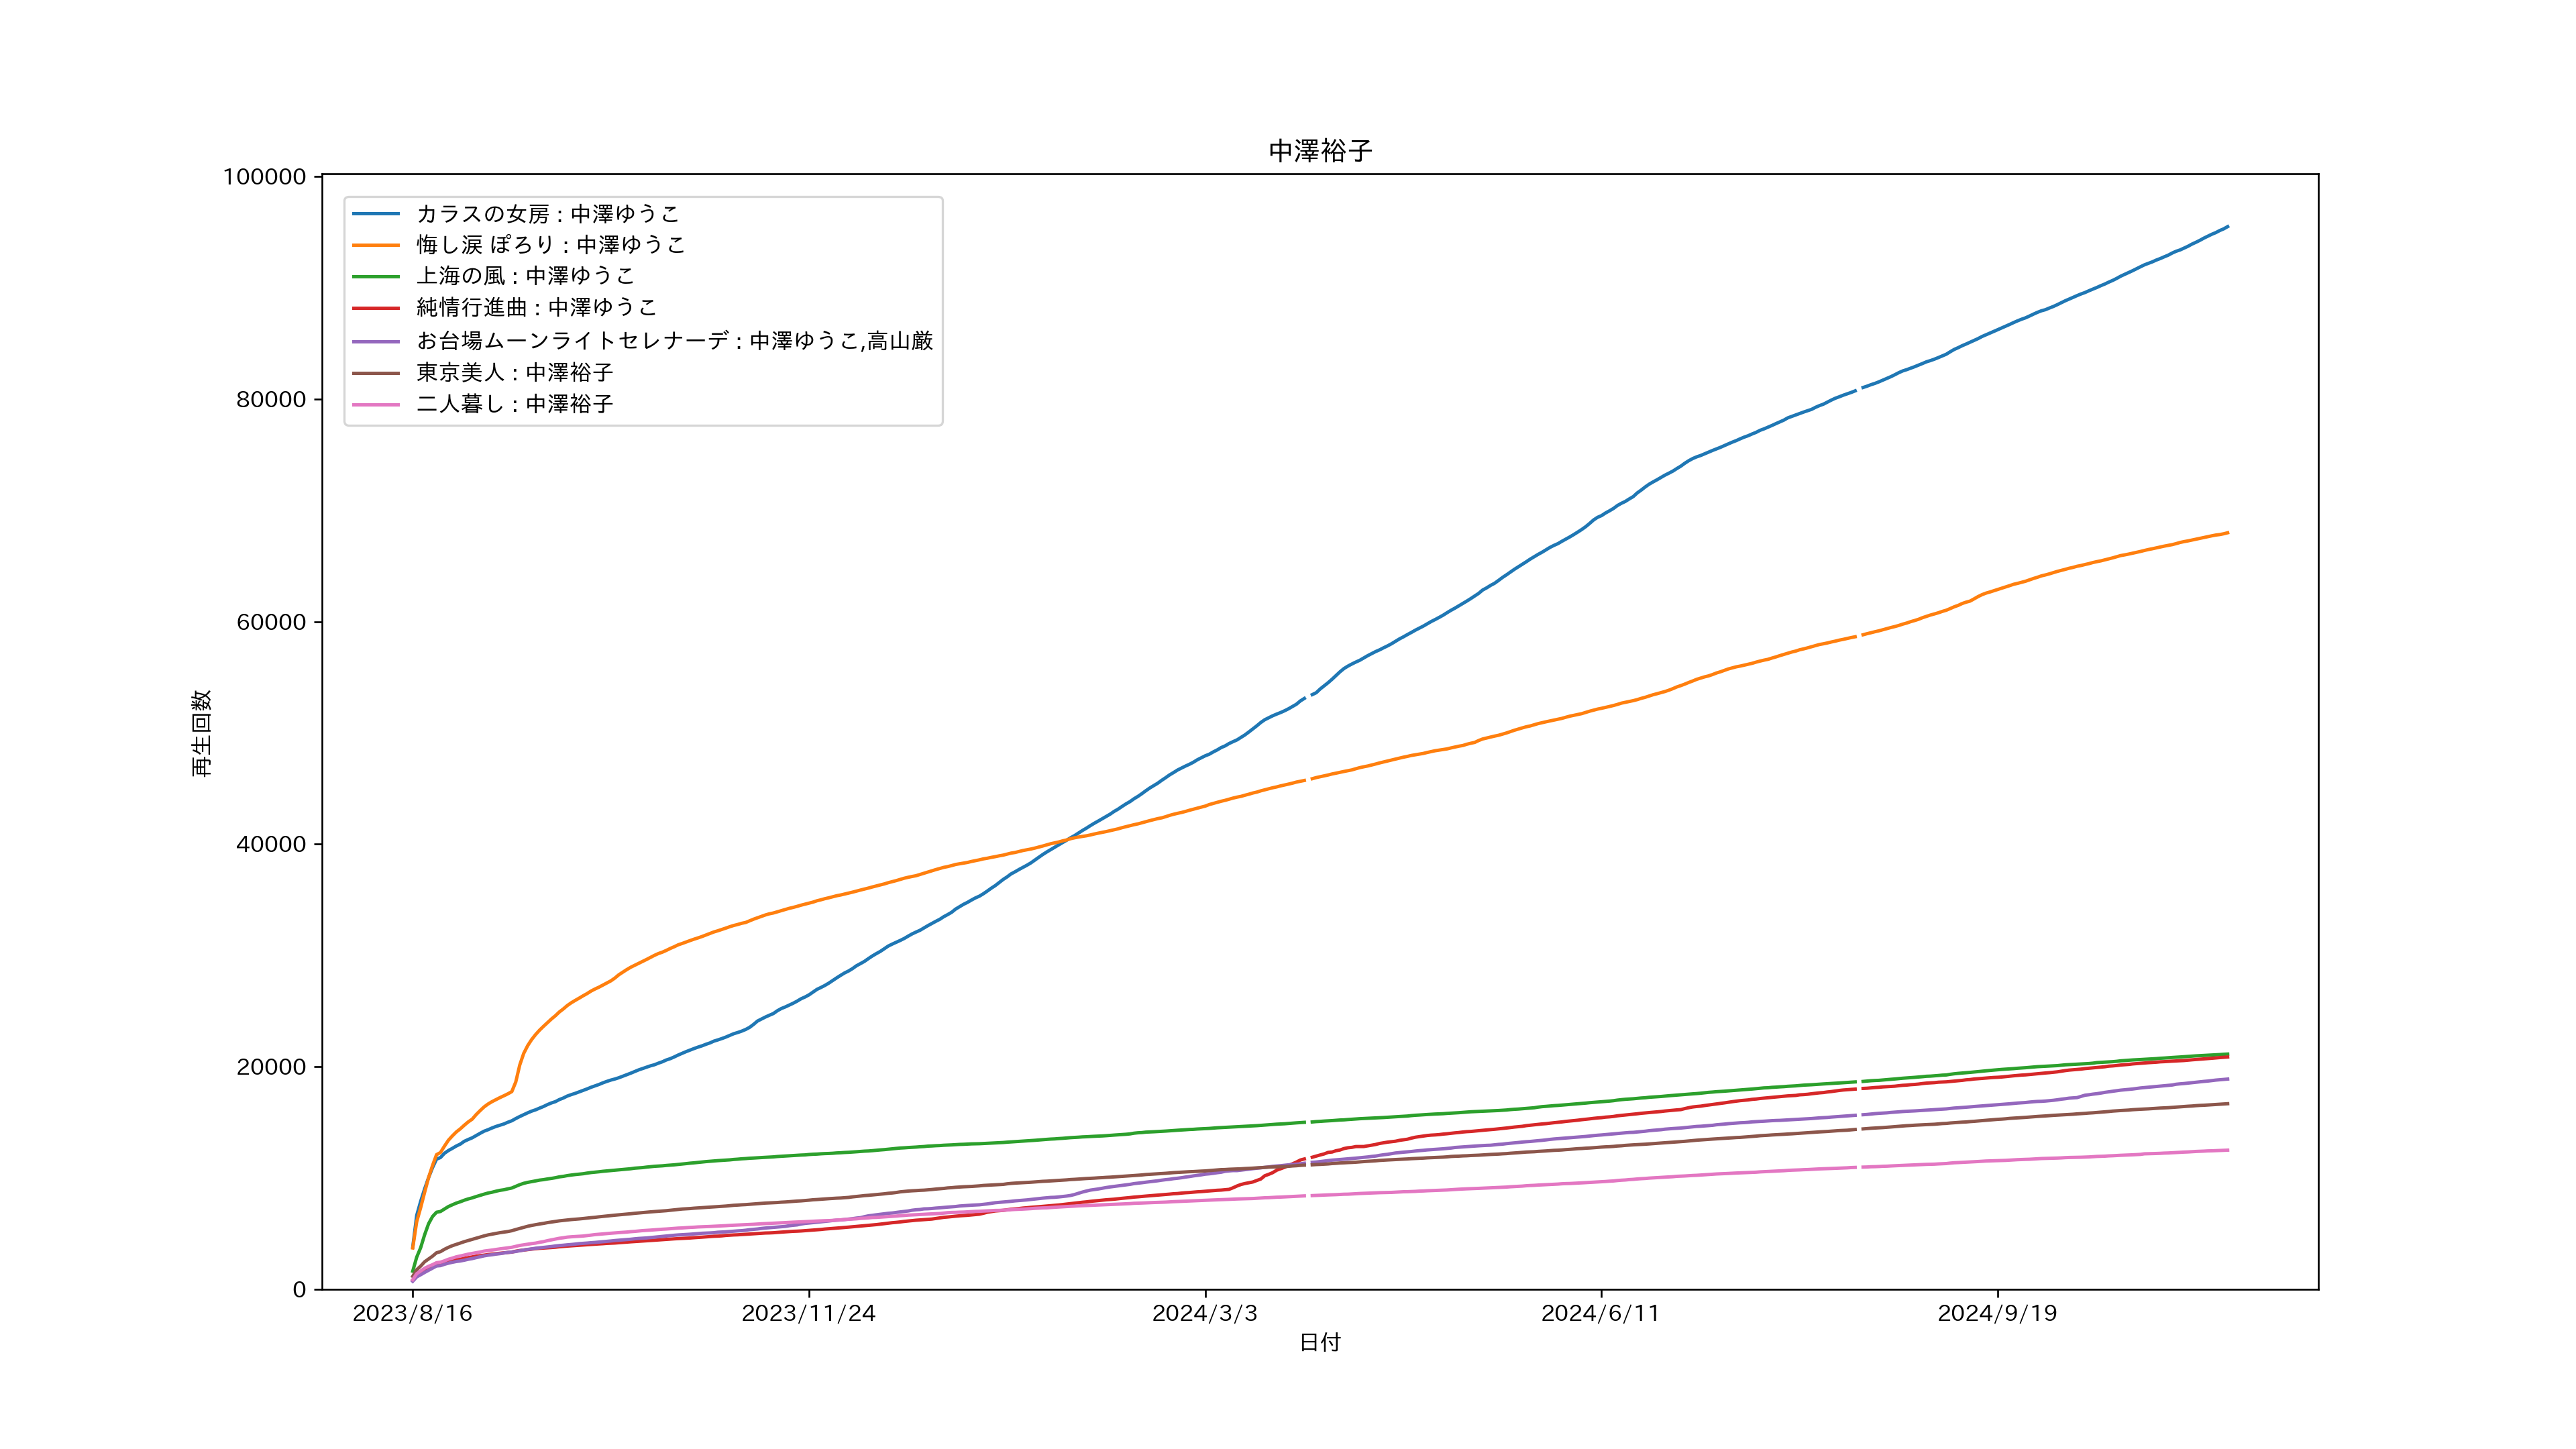 中澤裕子
100000
80000
60000
40000
20000
0
再生回数
カラスの女房 : 中澤ゆうこ
悔し涙 ぽろり : 中澤ゆうこ
上海の風 : 中澤ゆうこ
純情行進曲 : 中澤ゆうこ
お台場ムーンライトセレナーデ : 中澤ゆうこ,高山厳
東京美人 : 中澤裕子
二人暮し : 中澤裕子
2023/8/16
2023/11/24
2024/3/3
2024/6/11
2024/9/19
日付